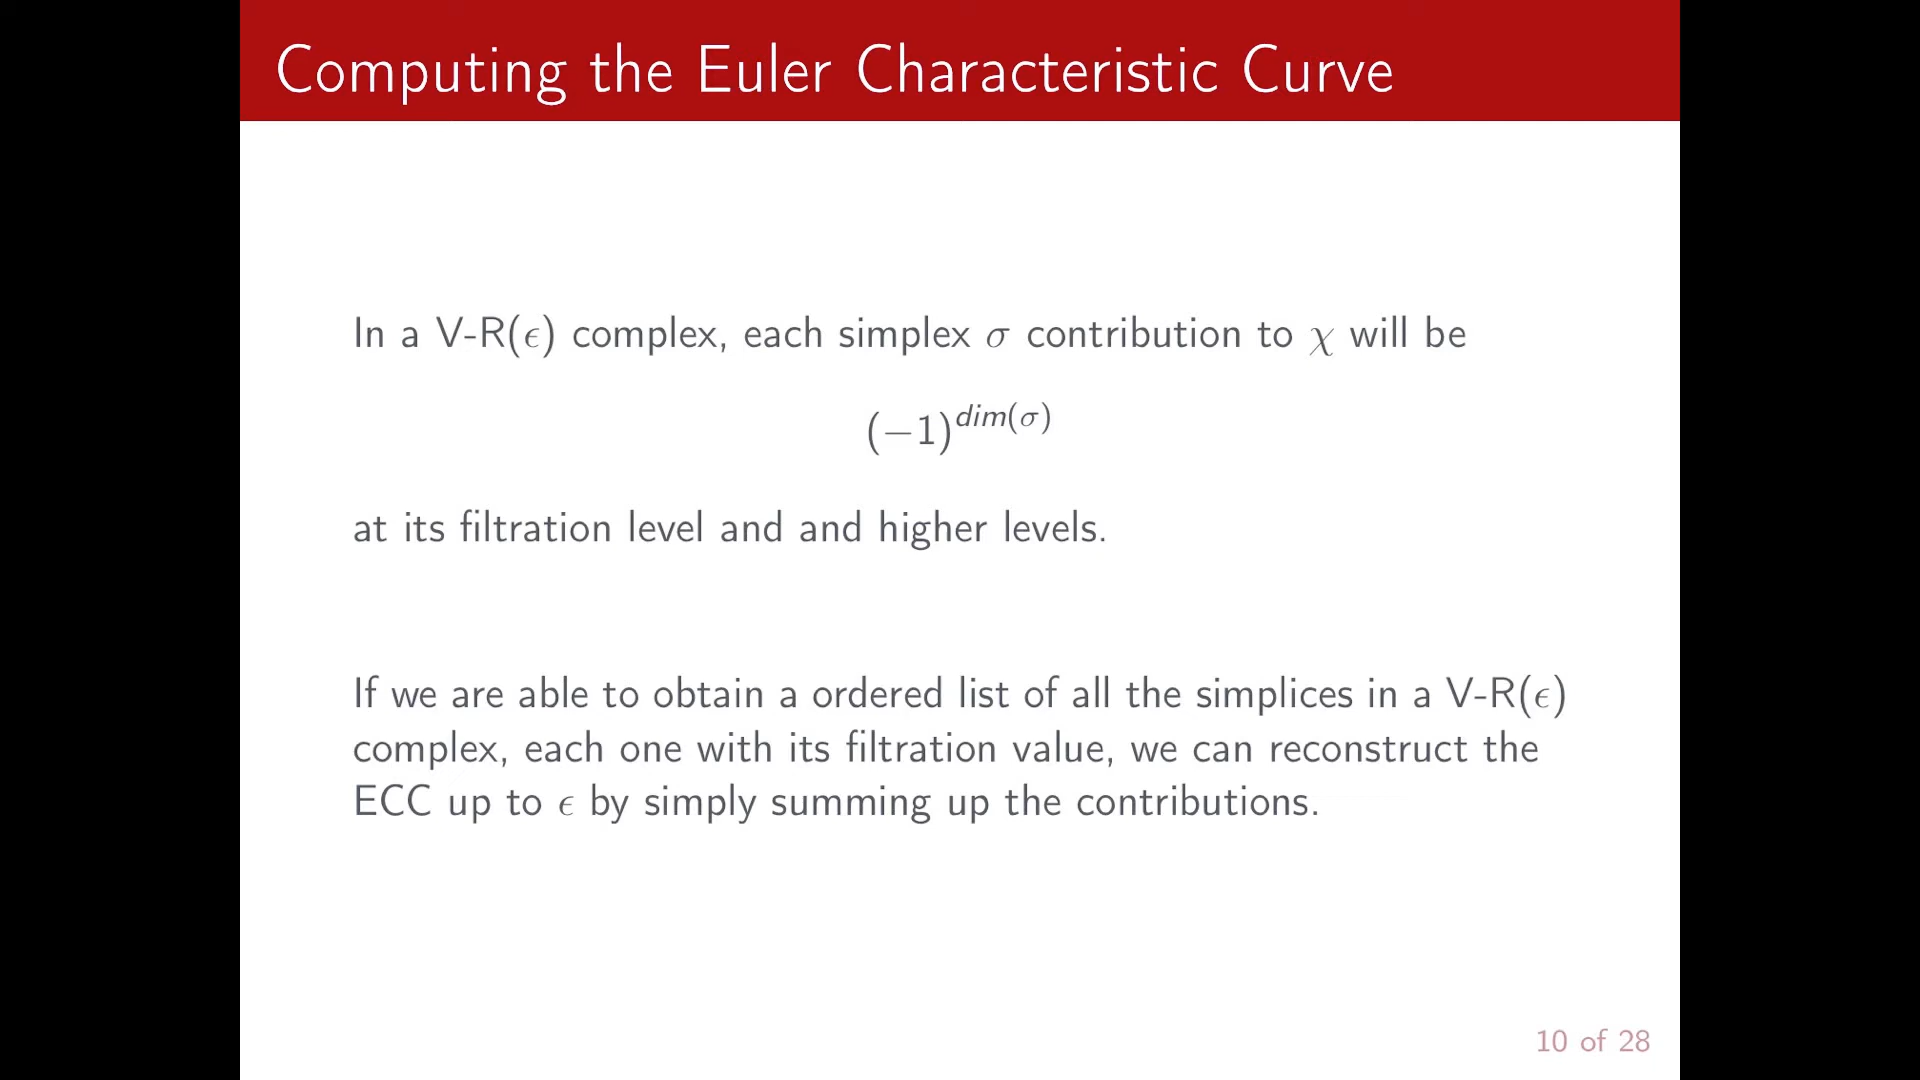 Computing the Euler Characteristic Curve
In a V-R(ϵ) complex, each simplex σ contribution to χ will be
(−1)^{dim(σ)}
at its filtration level and and higher levels.
If we are able to obtain a ordered list of all the simplices in a V-R(ϵ)
complex, each one with its filtration value, we can reconstruct the
ECC up to ϵ by simply summing up the contributions.
10 of 28